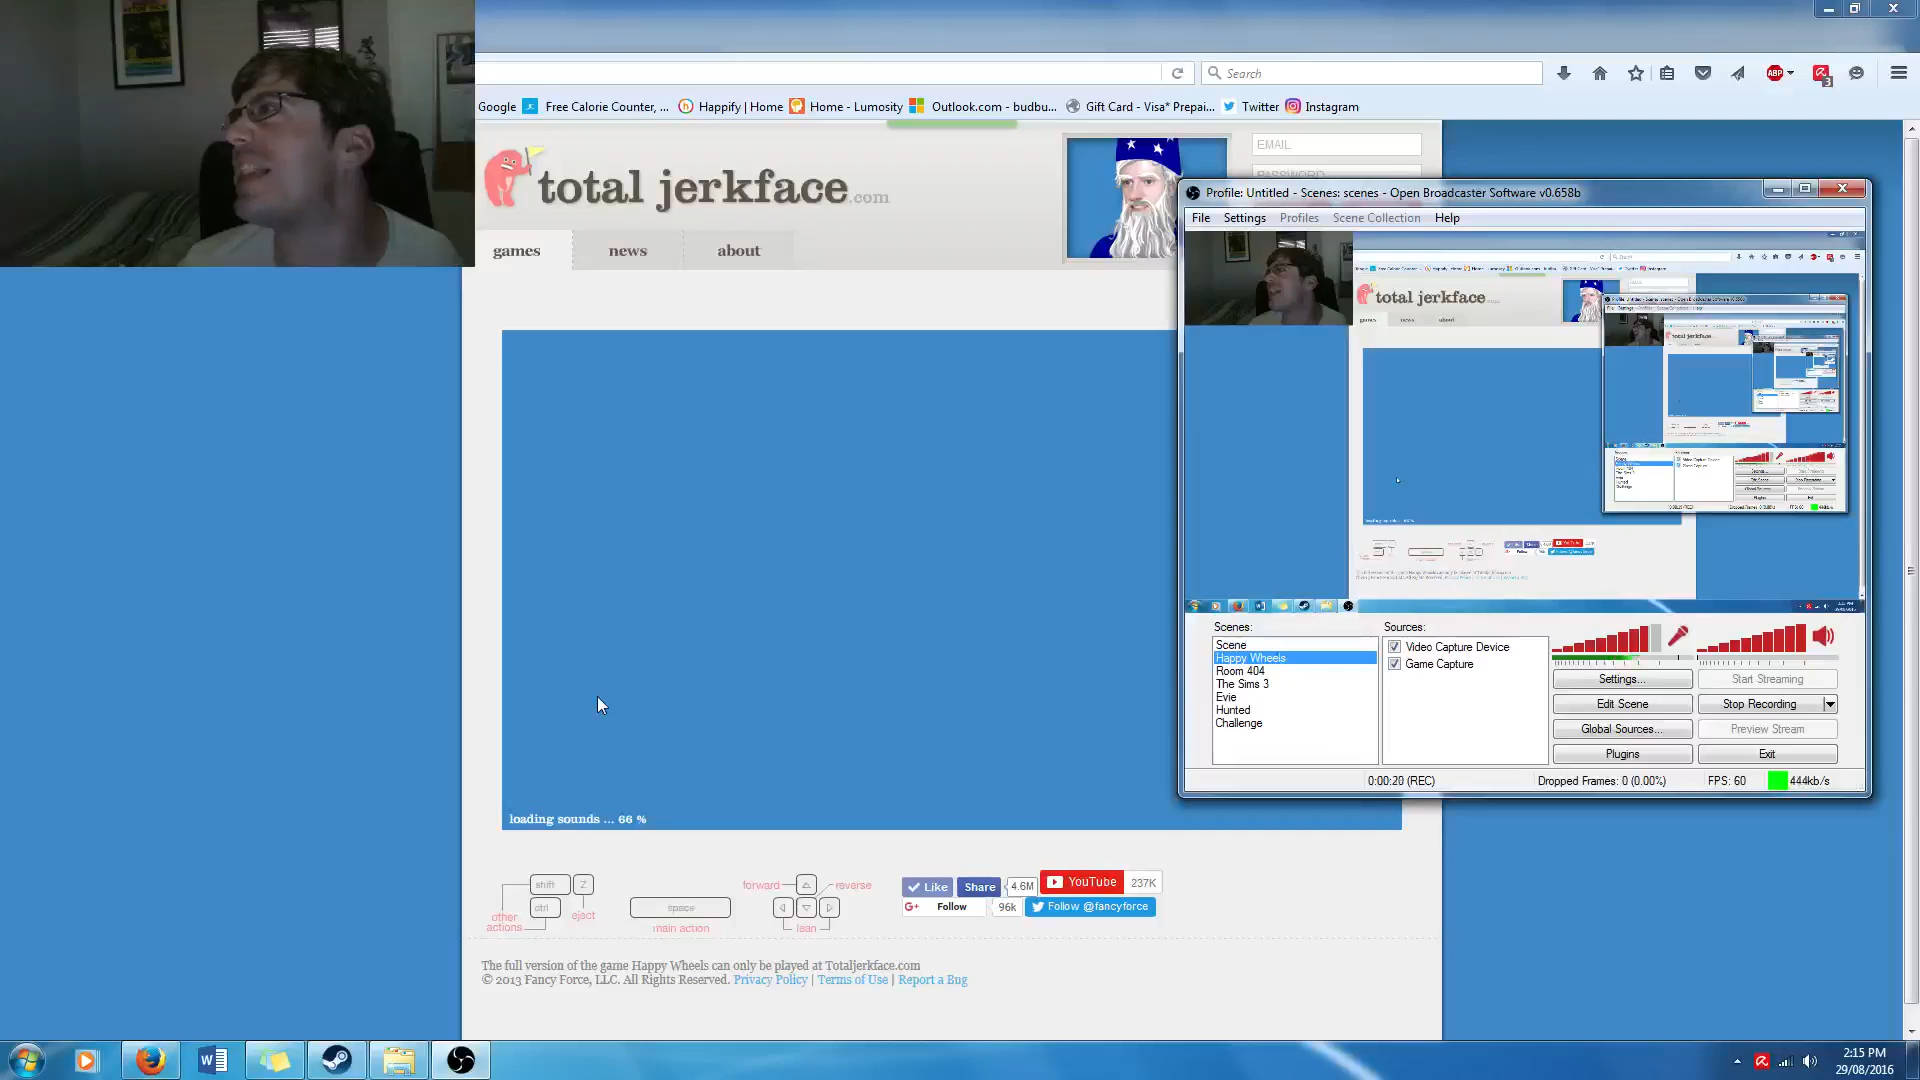 Search
ABP
3
Google
Free Calorie Counter, ...
Happify | Home
Home - Lumosity
Outlook.com - budbu...
Gift Card - Visa* Prepai...
Twitter
Instagram
total jerkface.com
EMAIL
PASSWORD
games
news
about
Profile: Untitled - Scenes: scenes - Open Broadcaster Software v0.658b
File
Settings
Profiles
Scene Collection
Help
total jerkface
Scenes:
Sources:
Scene
Happy Wheels
Room 404
The Sims 3
Evie
Hunted
Challenge
Video Capture Device
Game Capture
Settings...
Start Streaming
Edit Scene
Stop Recording
Global Sources...
Preview Stream
Plugins
Exit
0:00:20 (REC)
Dropped Frames: 0 (0.00%)
FPS: 60
444kb/s
loading sounds ... 66 %
shift
Z
ctrl
other actions
eject
space
main action
forward
reverse
lean
Like
Share
4.6M
YouTube
237K
G+
Follow
96k
Follow @fancyforce
The full version of the game Happy Wheels can only be played at Totaljerkface.com
© 2013 Fancy Force, LLC. All Rights Reserved. Privacy Policy | Terms of Use | Report a Bug
2:15 PM
29/08/2016